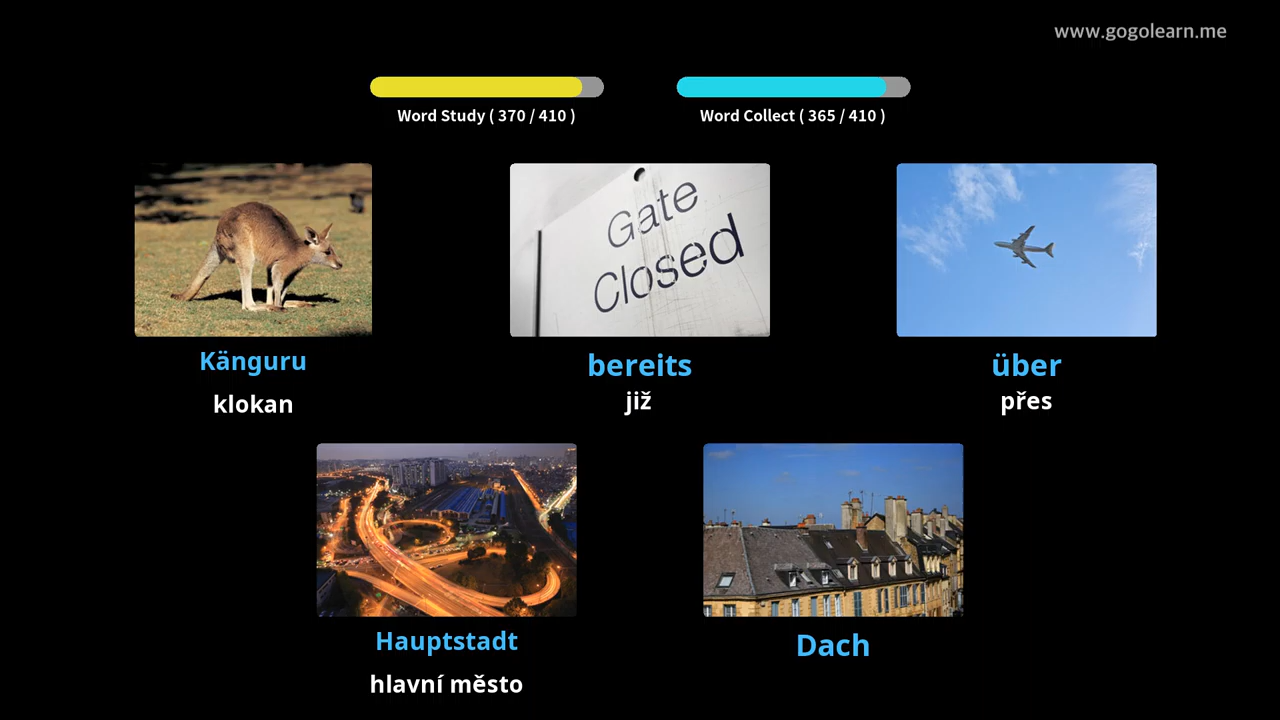 www.gogolearn.me
Word Study ( 370 / 410 )
Word Collect ( 365 / 410 )
Gate
Closed
Känguru
klokan
bereits
již
über
přes
Hauptstadt
hlavní město
Dach